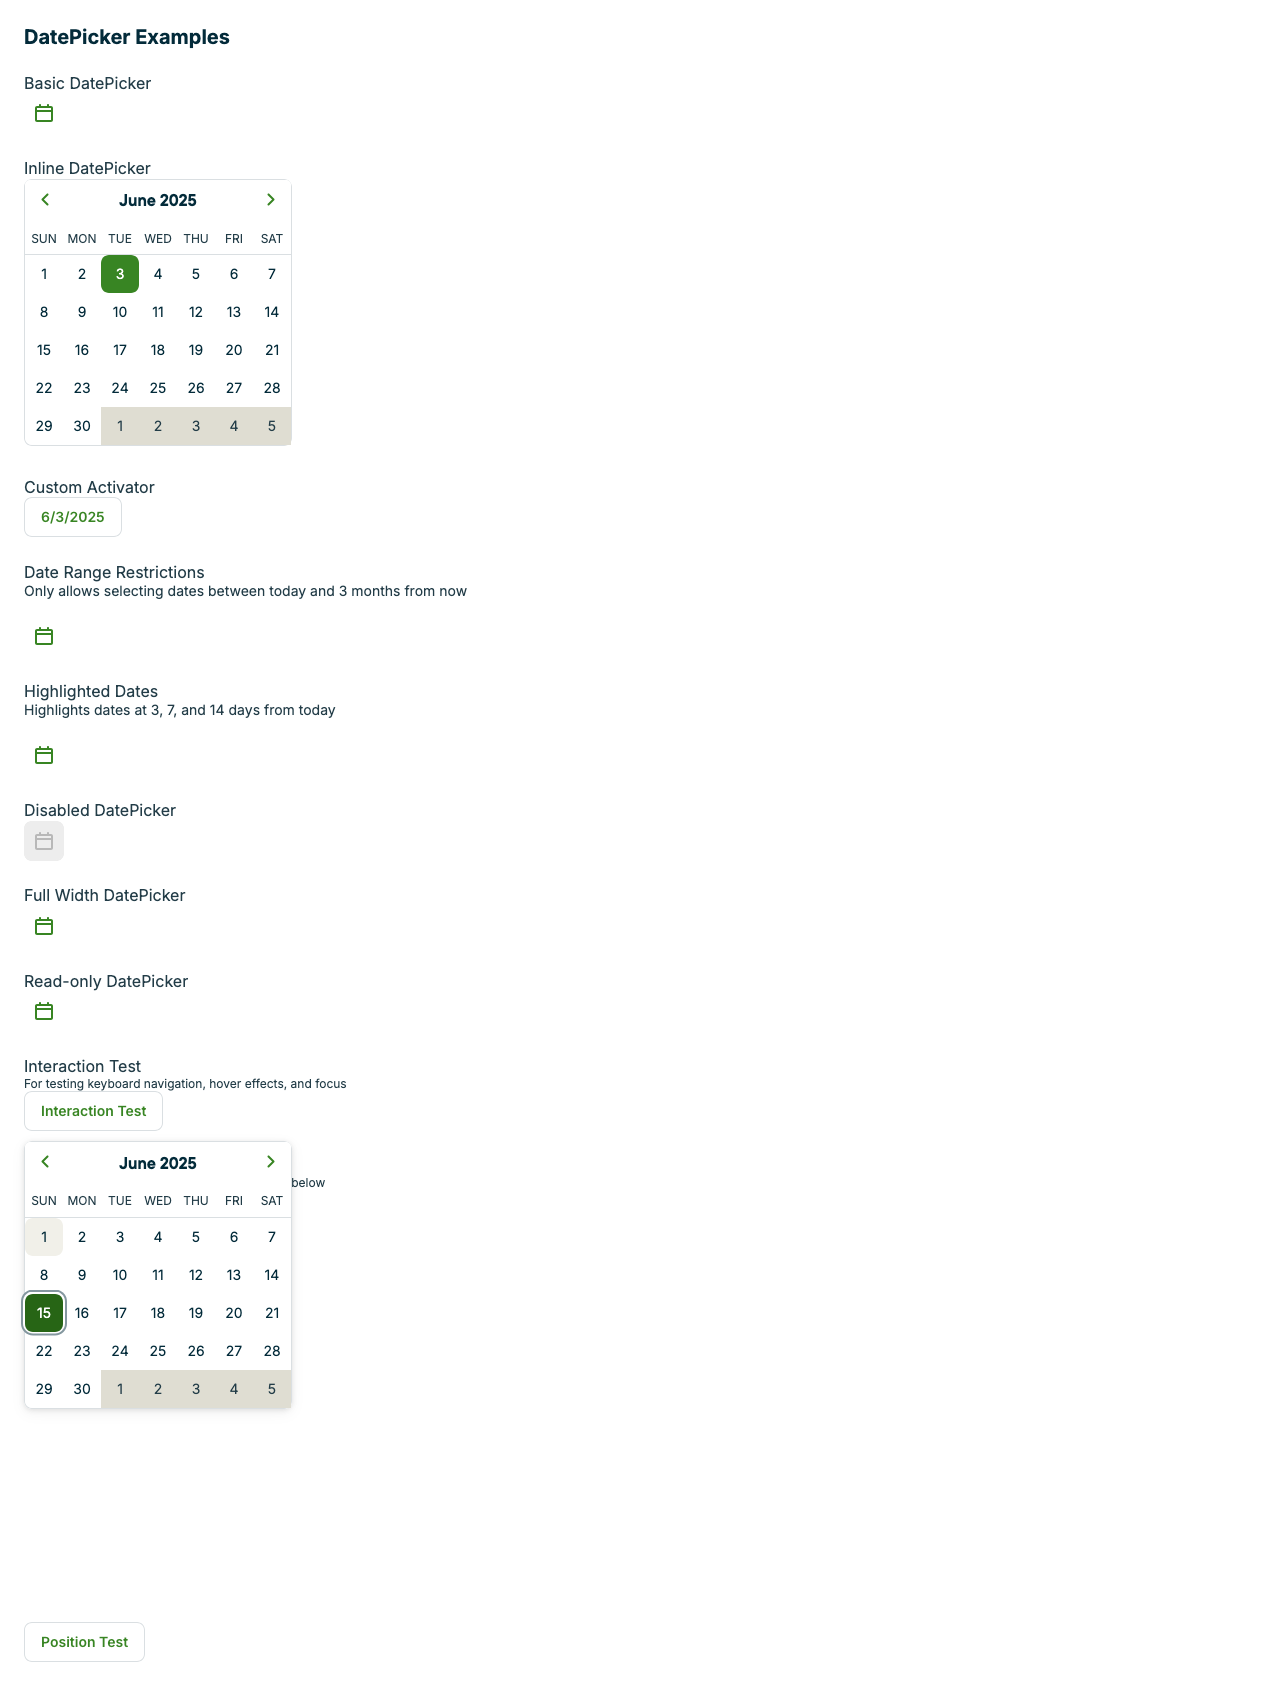 DatePicker Examples
Basic DatePicker
Inline DatePicker
June 2025
SUN MON TUE WED THU FRI SAT
1 2 3 4 5 6 7
8 9 10 11 12 13 14
15 16 17 18 19 20 21
22 23 24 25 26 27 28
29 30 1 2 3 4 5
Custom Activator
6/3/2025
Date Range Restrictions
Only allows selecting dates between today and 3 months from now
Highlighted Dates
Highlights dates at 3, 7, and 14 days from today
Disabled DatePicker
Full Width DatePicker
Read-only DatePicker
Interaction Test
For testing keyboard navigation, hover effects, and focus
Interaction Test
June 2025
below
SUN MON TUE WED THU FRI SAT
1 2 3 4 5 6 7
8 9 10 11 12 13 14
15 16 17 18 19 20 21
22 23 24 25 26 27 28
29 30 1 2 3 4 5
Position Test